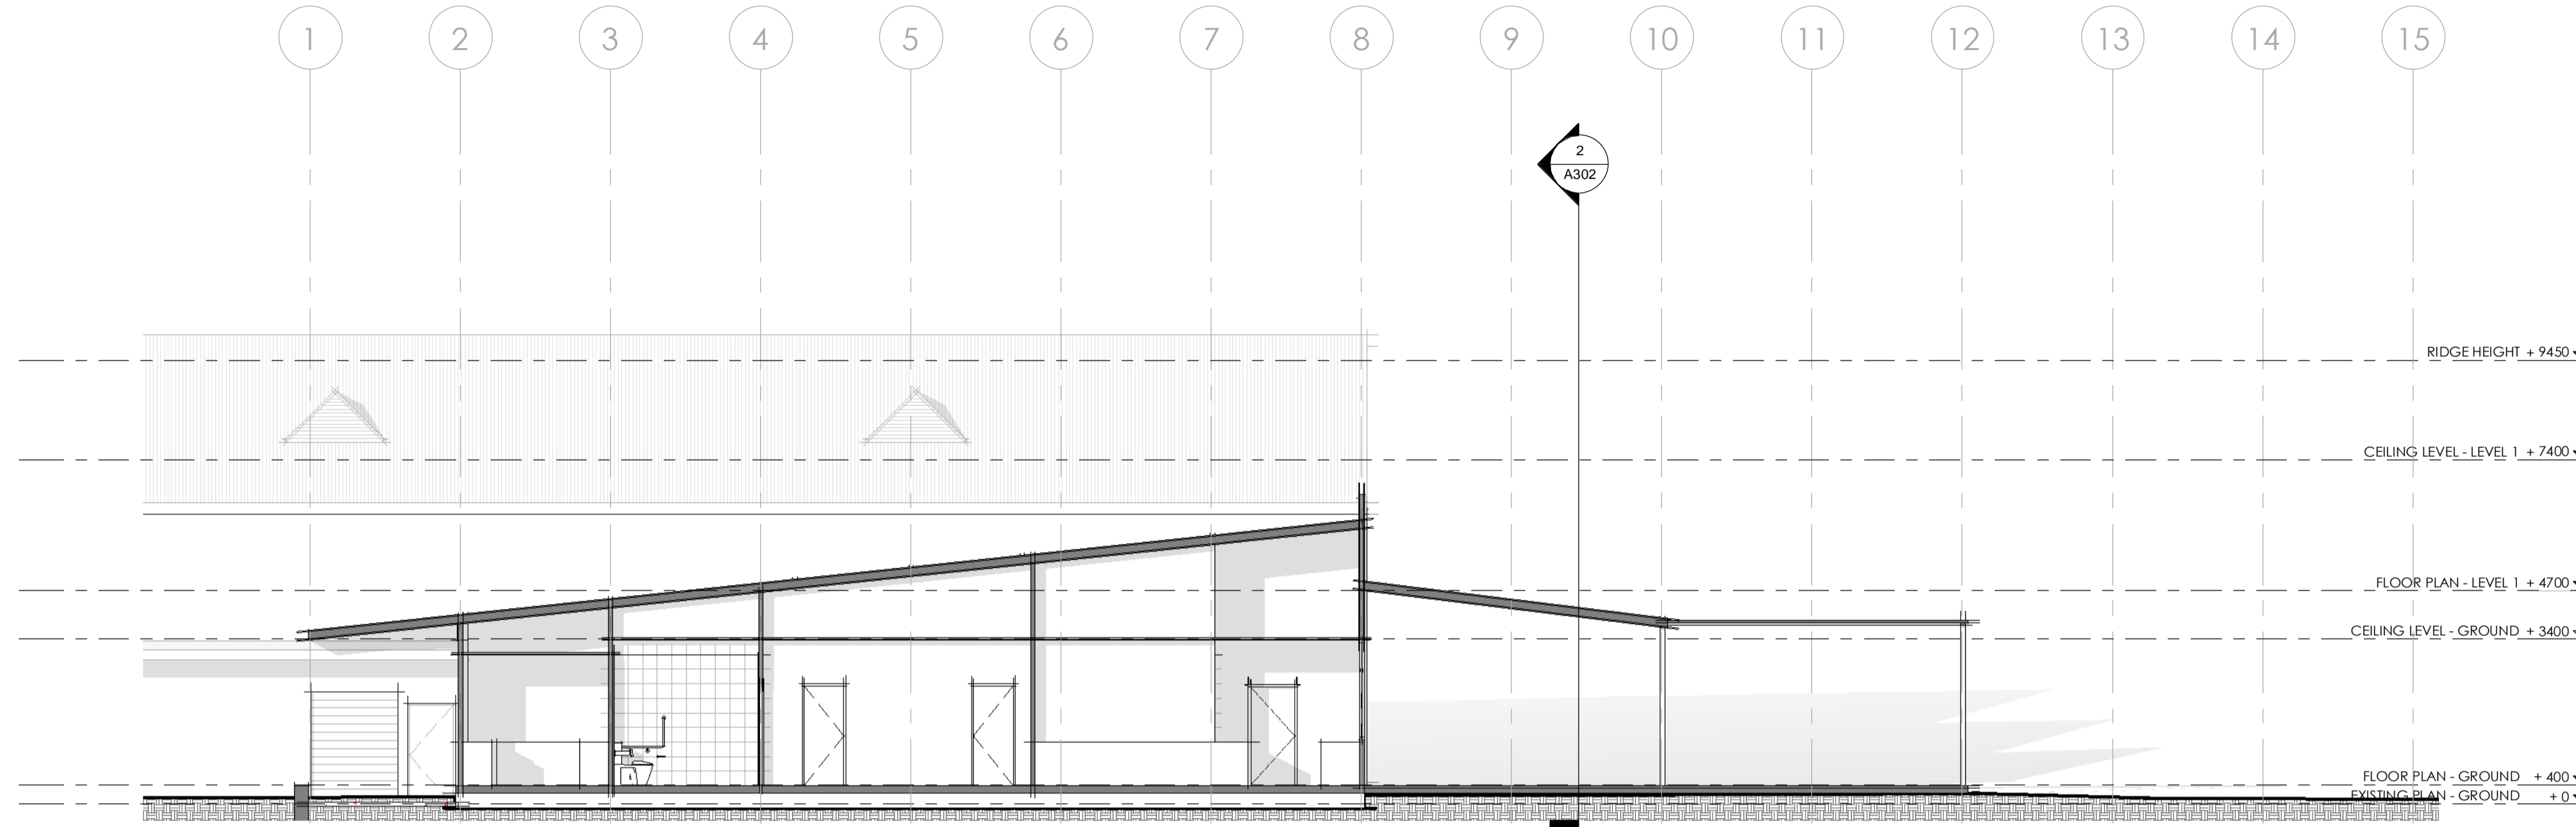 1 2 3 4 5 6 7 8 9 10 11 12 13 14 15
2
A302
RIDGE HEIGHT + 9450
CEILING LEVEL - LEVEL 1 + 7400
FLOOR PLAN - LEVEL 1 + 4700
CEILING LEVEL - GROUND + 3400
FLOOR PLAN - GROUND + 400
EXISTING PLAN - GROUND + 0